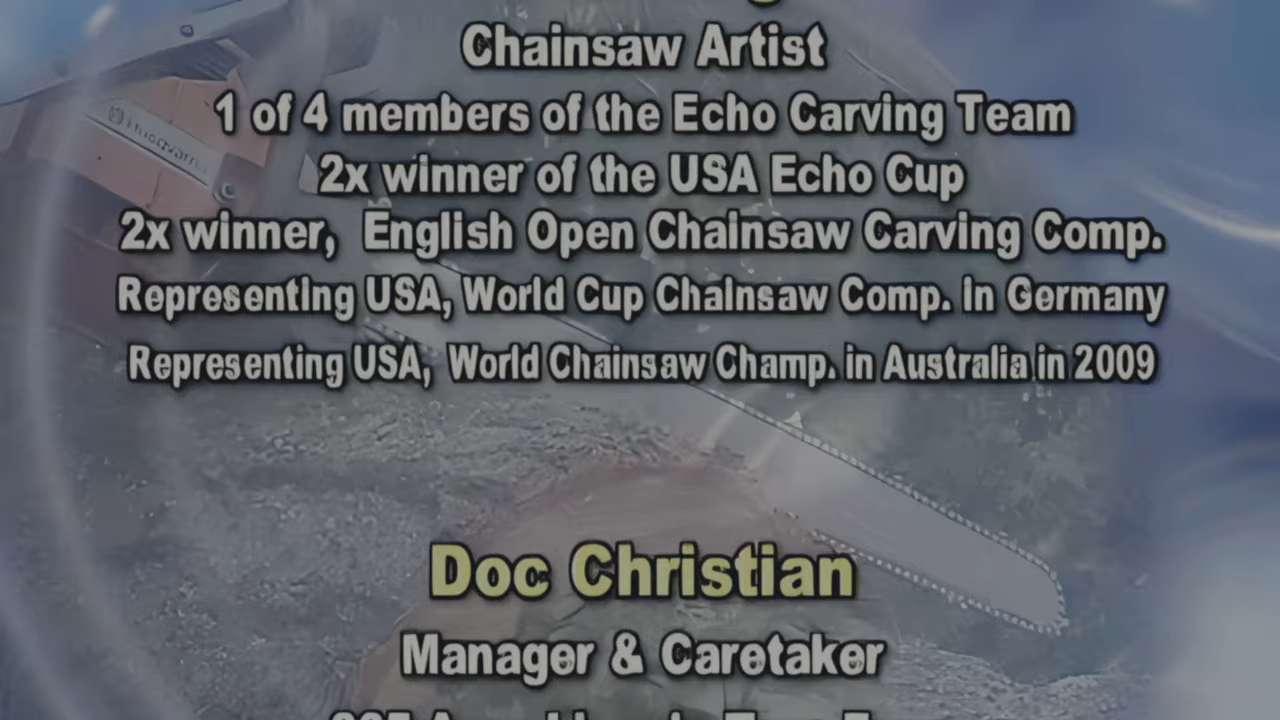 Chainsaw Artist
1 of 4 members of the Echo Carving Team
2x winner of the USA Echo Cup
2x winner, English Open Chainsaw Carving Comp.
Representing USA, World Cup Chainsaw Comp. in Germany
Representing USA, World Chainsaw Champ. in Australia in 2009
Husqvarna
Doc Christian
Manager & Caretaker